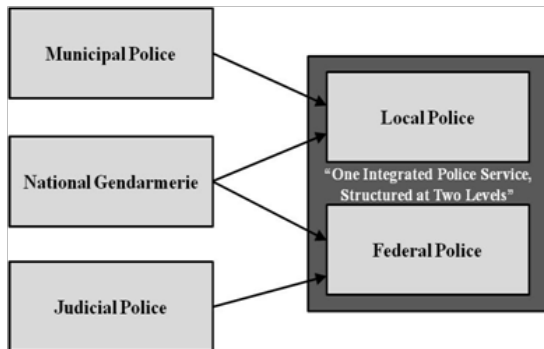 Municipal Police
National Gendarmerie
Judicial Police
Local Police
“One Integrated Police Service,
Structured at Two Levels”
Federal Police